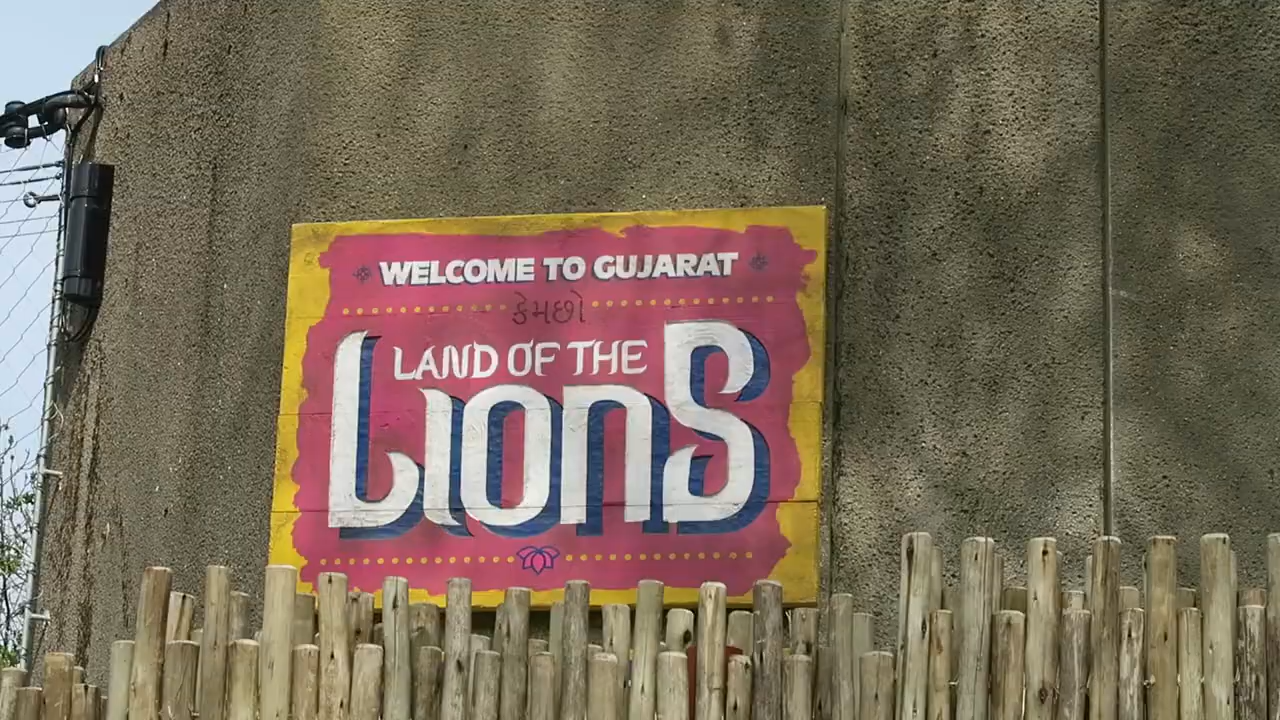 WELCOME TO GUJARAT
કેમછો
LAND OF THE
LIONS